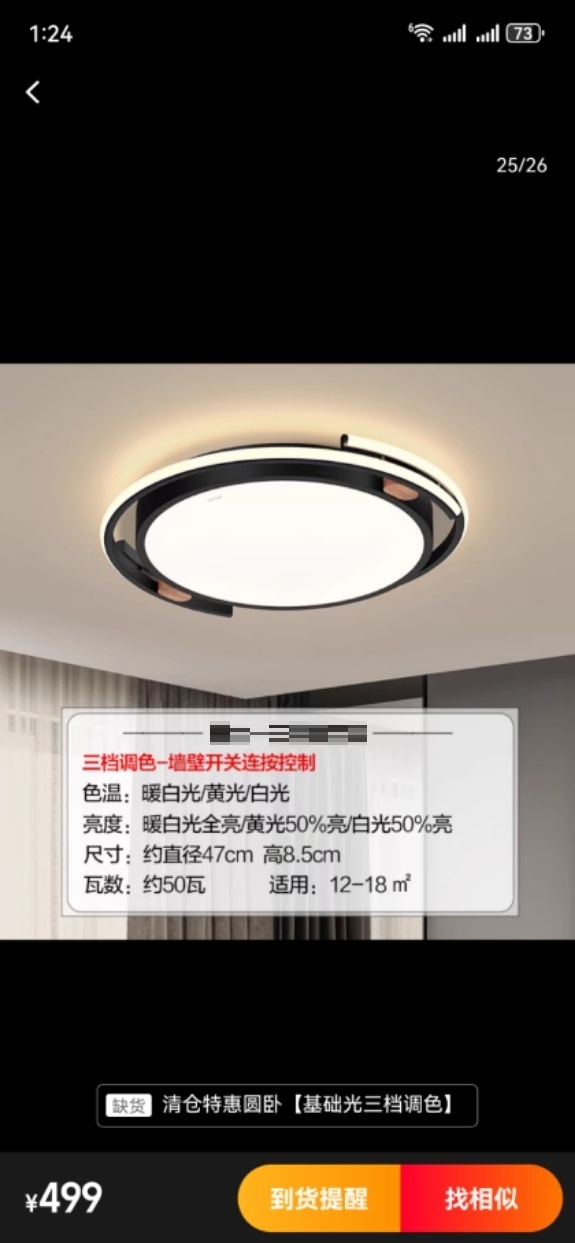 1:24
6
73
25/26
三档调色-墙壁开关连按控制
色温：暖白光/黄光/白光
亮度：暖白光全亮/黄光50%亮/白光50%亮
尺寸：约直径47cm 高8.5cm
瓦数：约50瓦 适用：12-18㎡
缺货 清仓特惠圆卧【基础光三档调色】
¥499 到货提醒 找相似